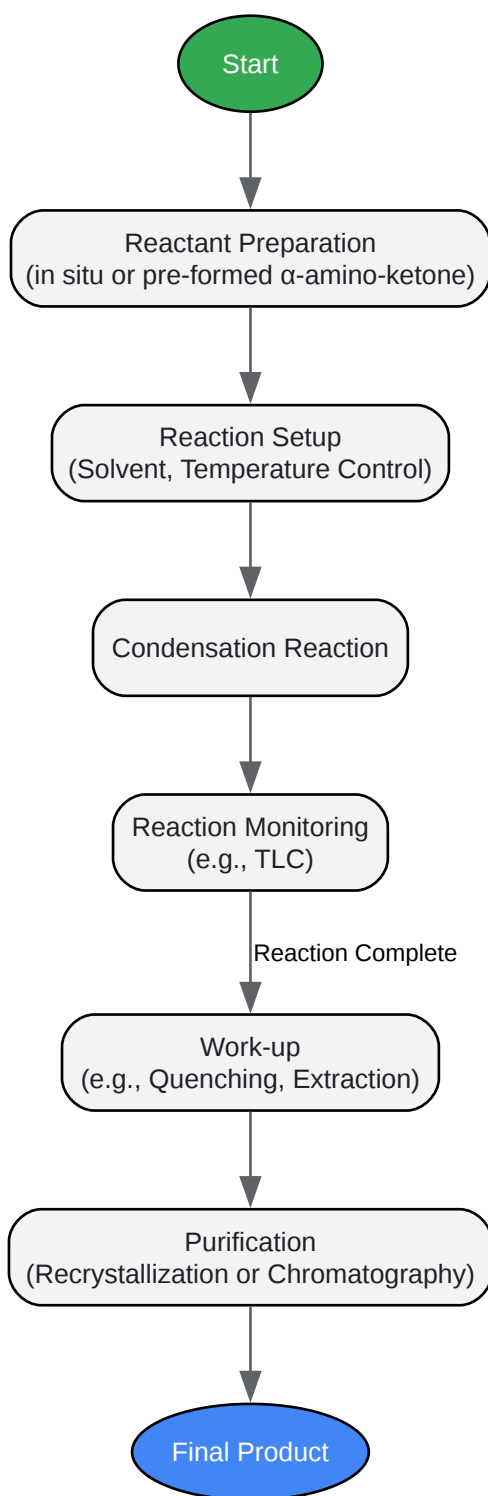 Start
Reactant Preparation
(in situ or pre-formed α-amino-ketone)
Reaction Setup
(Solvent, Temperature Control)
Condensation Reaction
Reaction Monitoring
(e.g., TLC)
Reaction Complete
Work-up
(e.g., Quenching, Extraction)
Purification
(Recrystallization or Chromatography)
Final Product